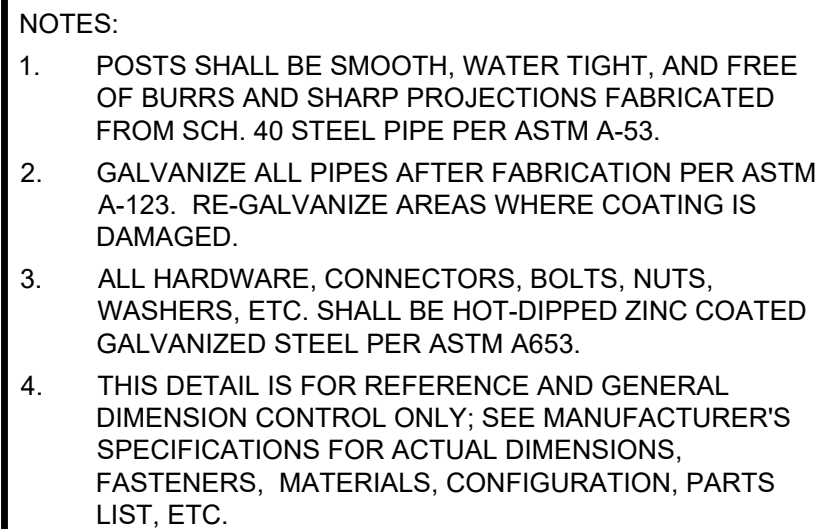 NOTES:
1. POSTS SHALL BE SMOOTH, WATER TIGHT, AND FREE
OF BURRS AND SHARP PROJECTIONS FABRICATED
FROM SCH. 40 STEEL PIPE PER ASTM A-53.
2. GALVANIZE ALL PIPES AFTER FABRICATION PER ASTM
A-123. RE-GALVANIZE AREAS WHERE COATING IS
DAMAGED.
3. ALL HARDWARE, CONNECTORS, BOLTS, NUTS,
WASHERS, ETC. SHALL BE HOT-DIPPED ZINC COATED
GALVANIZED STEEL PER ASTM A653.
4. THIS DETAIL IS FOR REFERENCE AND GENERAL
DIMENSION CONTROL ONLY; SEE MANUFACTURER'S
SPECIFICATIONS FOR ACTUAL DIMENSIONS,
FASTENERS, MATERIALS, CONFIGURATION, PARTS
LIST, ETC.